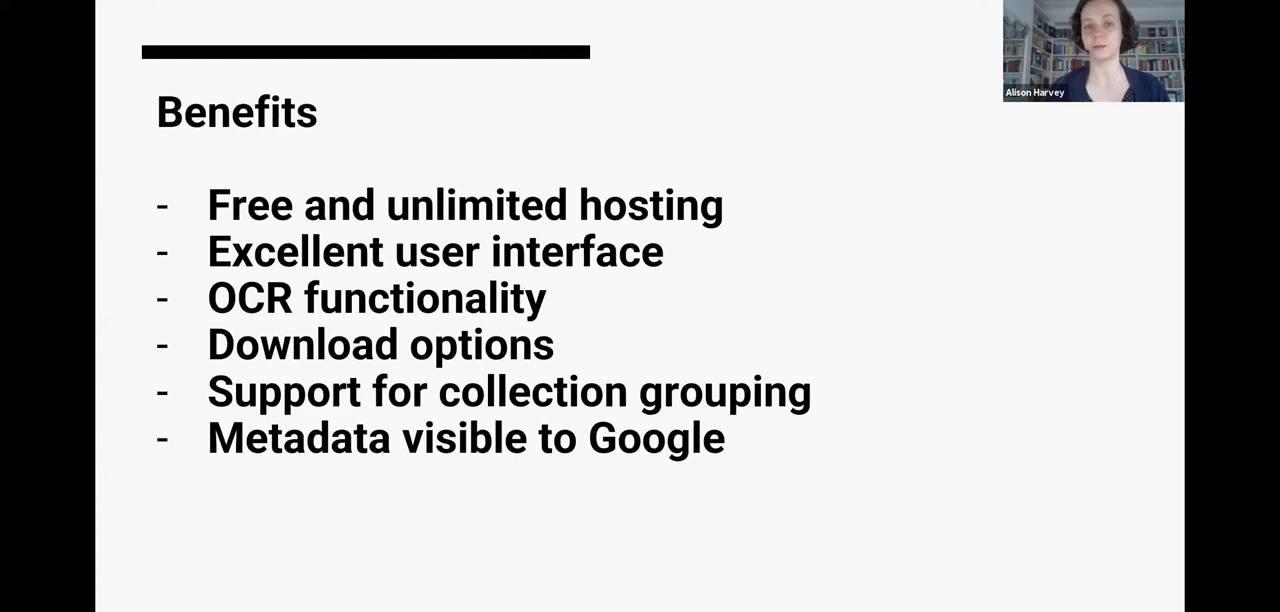 Alison Harvey
Benefits
- Free and unlimited hosting
- Excellent user interface
- OCR functionality
- Download options
- Support for collection grouping
- Metadata visible to Google